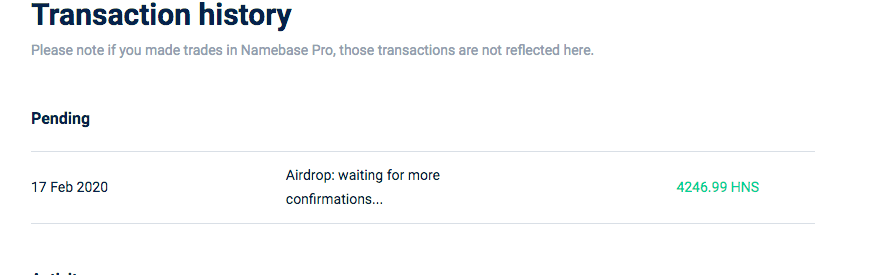 Transaction history
Please note if you made trades in Namebase Pro, those transactions are not reflected here.
Pending
17 Feb 2020
Airdrop: waiting for more
confirmations...
4246.99 HNS